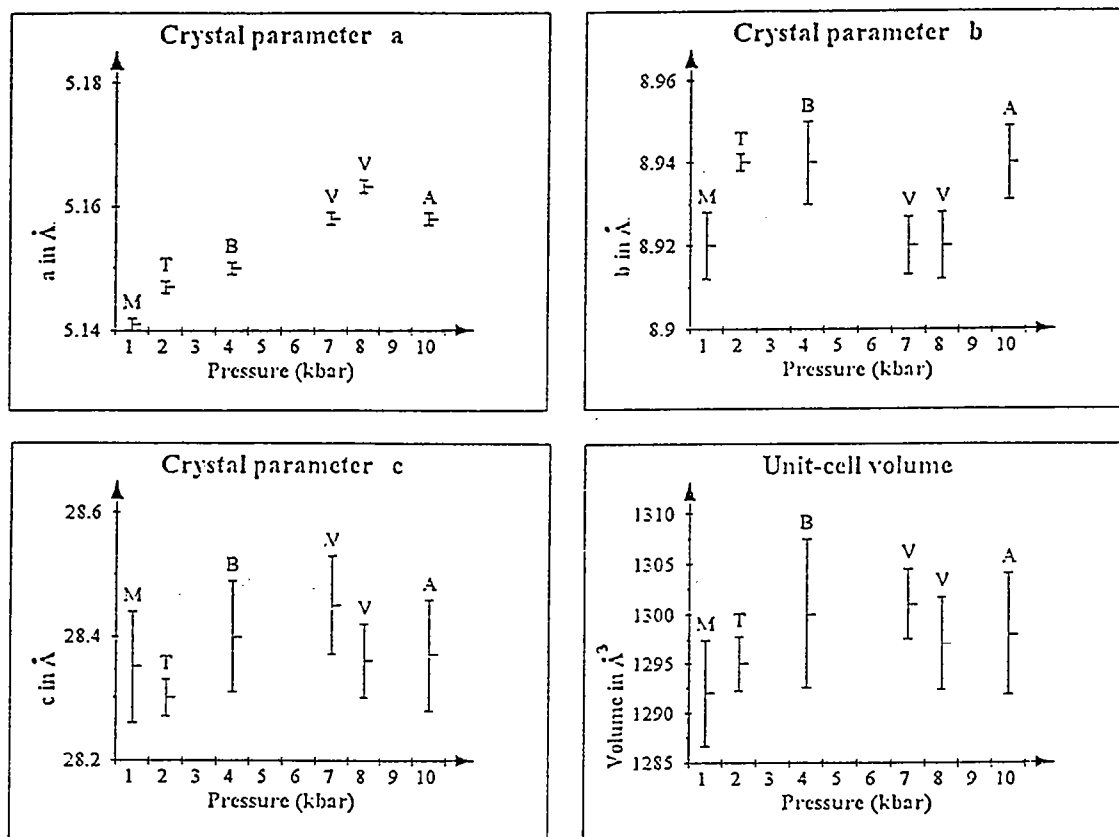 Crystal parameter a
5.18
5.16
5.14
a in Å.
M
T
B
V
V
A
1 2 3 4 5 6 7 8 9 10
Pressure (kbar)
Crystal parameter b
8.96
8.94
8.92
8.9
b in Å.
M
T
B
V
V
A
1 2 3 4 5 6 7 8 9 10
Pressure (kbar)
Crystal parameter c
28.6
28.4
28.2
c in Å
M
T
B
V
V
A
1 2 3 4 5 6 7 8 9 10
Pressure (kbar)
Unit-cell volume
1310
1305
1300
1295
1290
1285
Volume in Å³
M
T
B
V
V
A
1 2 3 4 5 6 7 8 9 10
Pressure (kbar)